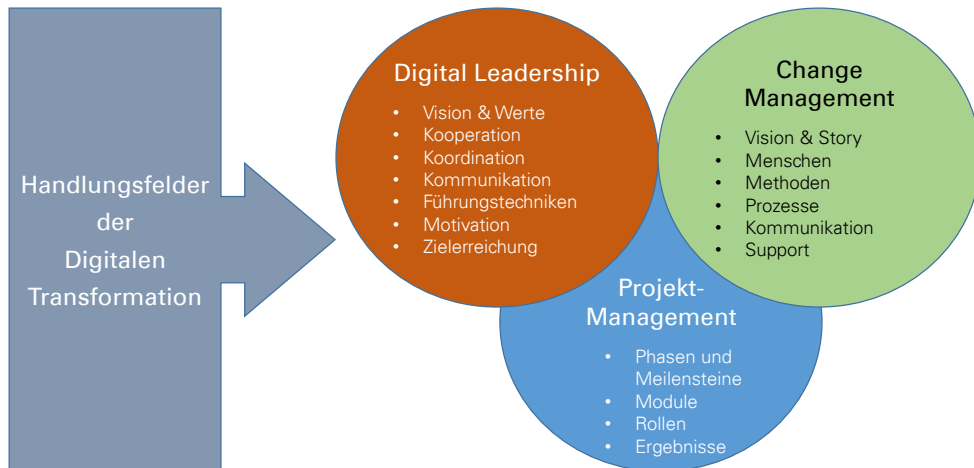 Handlungsfelder
der
Digitalen
Transformation
Digital Leadership
• Vision & Werte
• Kooperation
• Koordination
• Kommunikation
• Führungstechniken
• Motivation
• Zielerreichung
Change
Management
• Vision & Story
• Menschen
• Methoden
• Prozesse
• Kommunikation
• Support
Projekt-
Management
• Phasen und
Meilensteine
• Module
• Rollen
• Ergebnisse